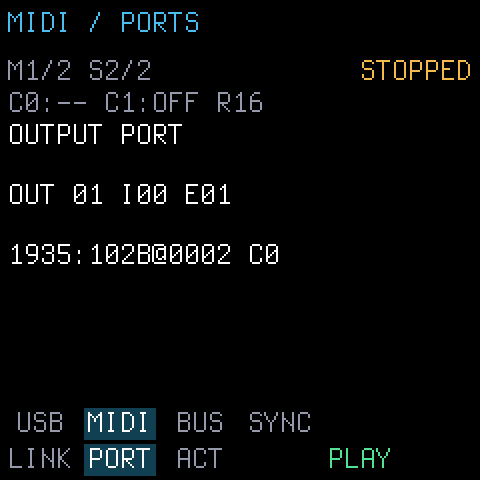 MIDI / PORTS
M1/2 S2/2 STOPPED
C0:-- C1:OFF R16
OUTPUT PORT
OUT 01 I00 E01
1935:102B@0002 C0
USB MIDI BUS SYNC
LINK PORT ACT PLAY